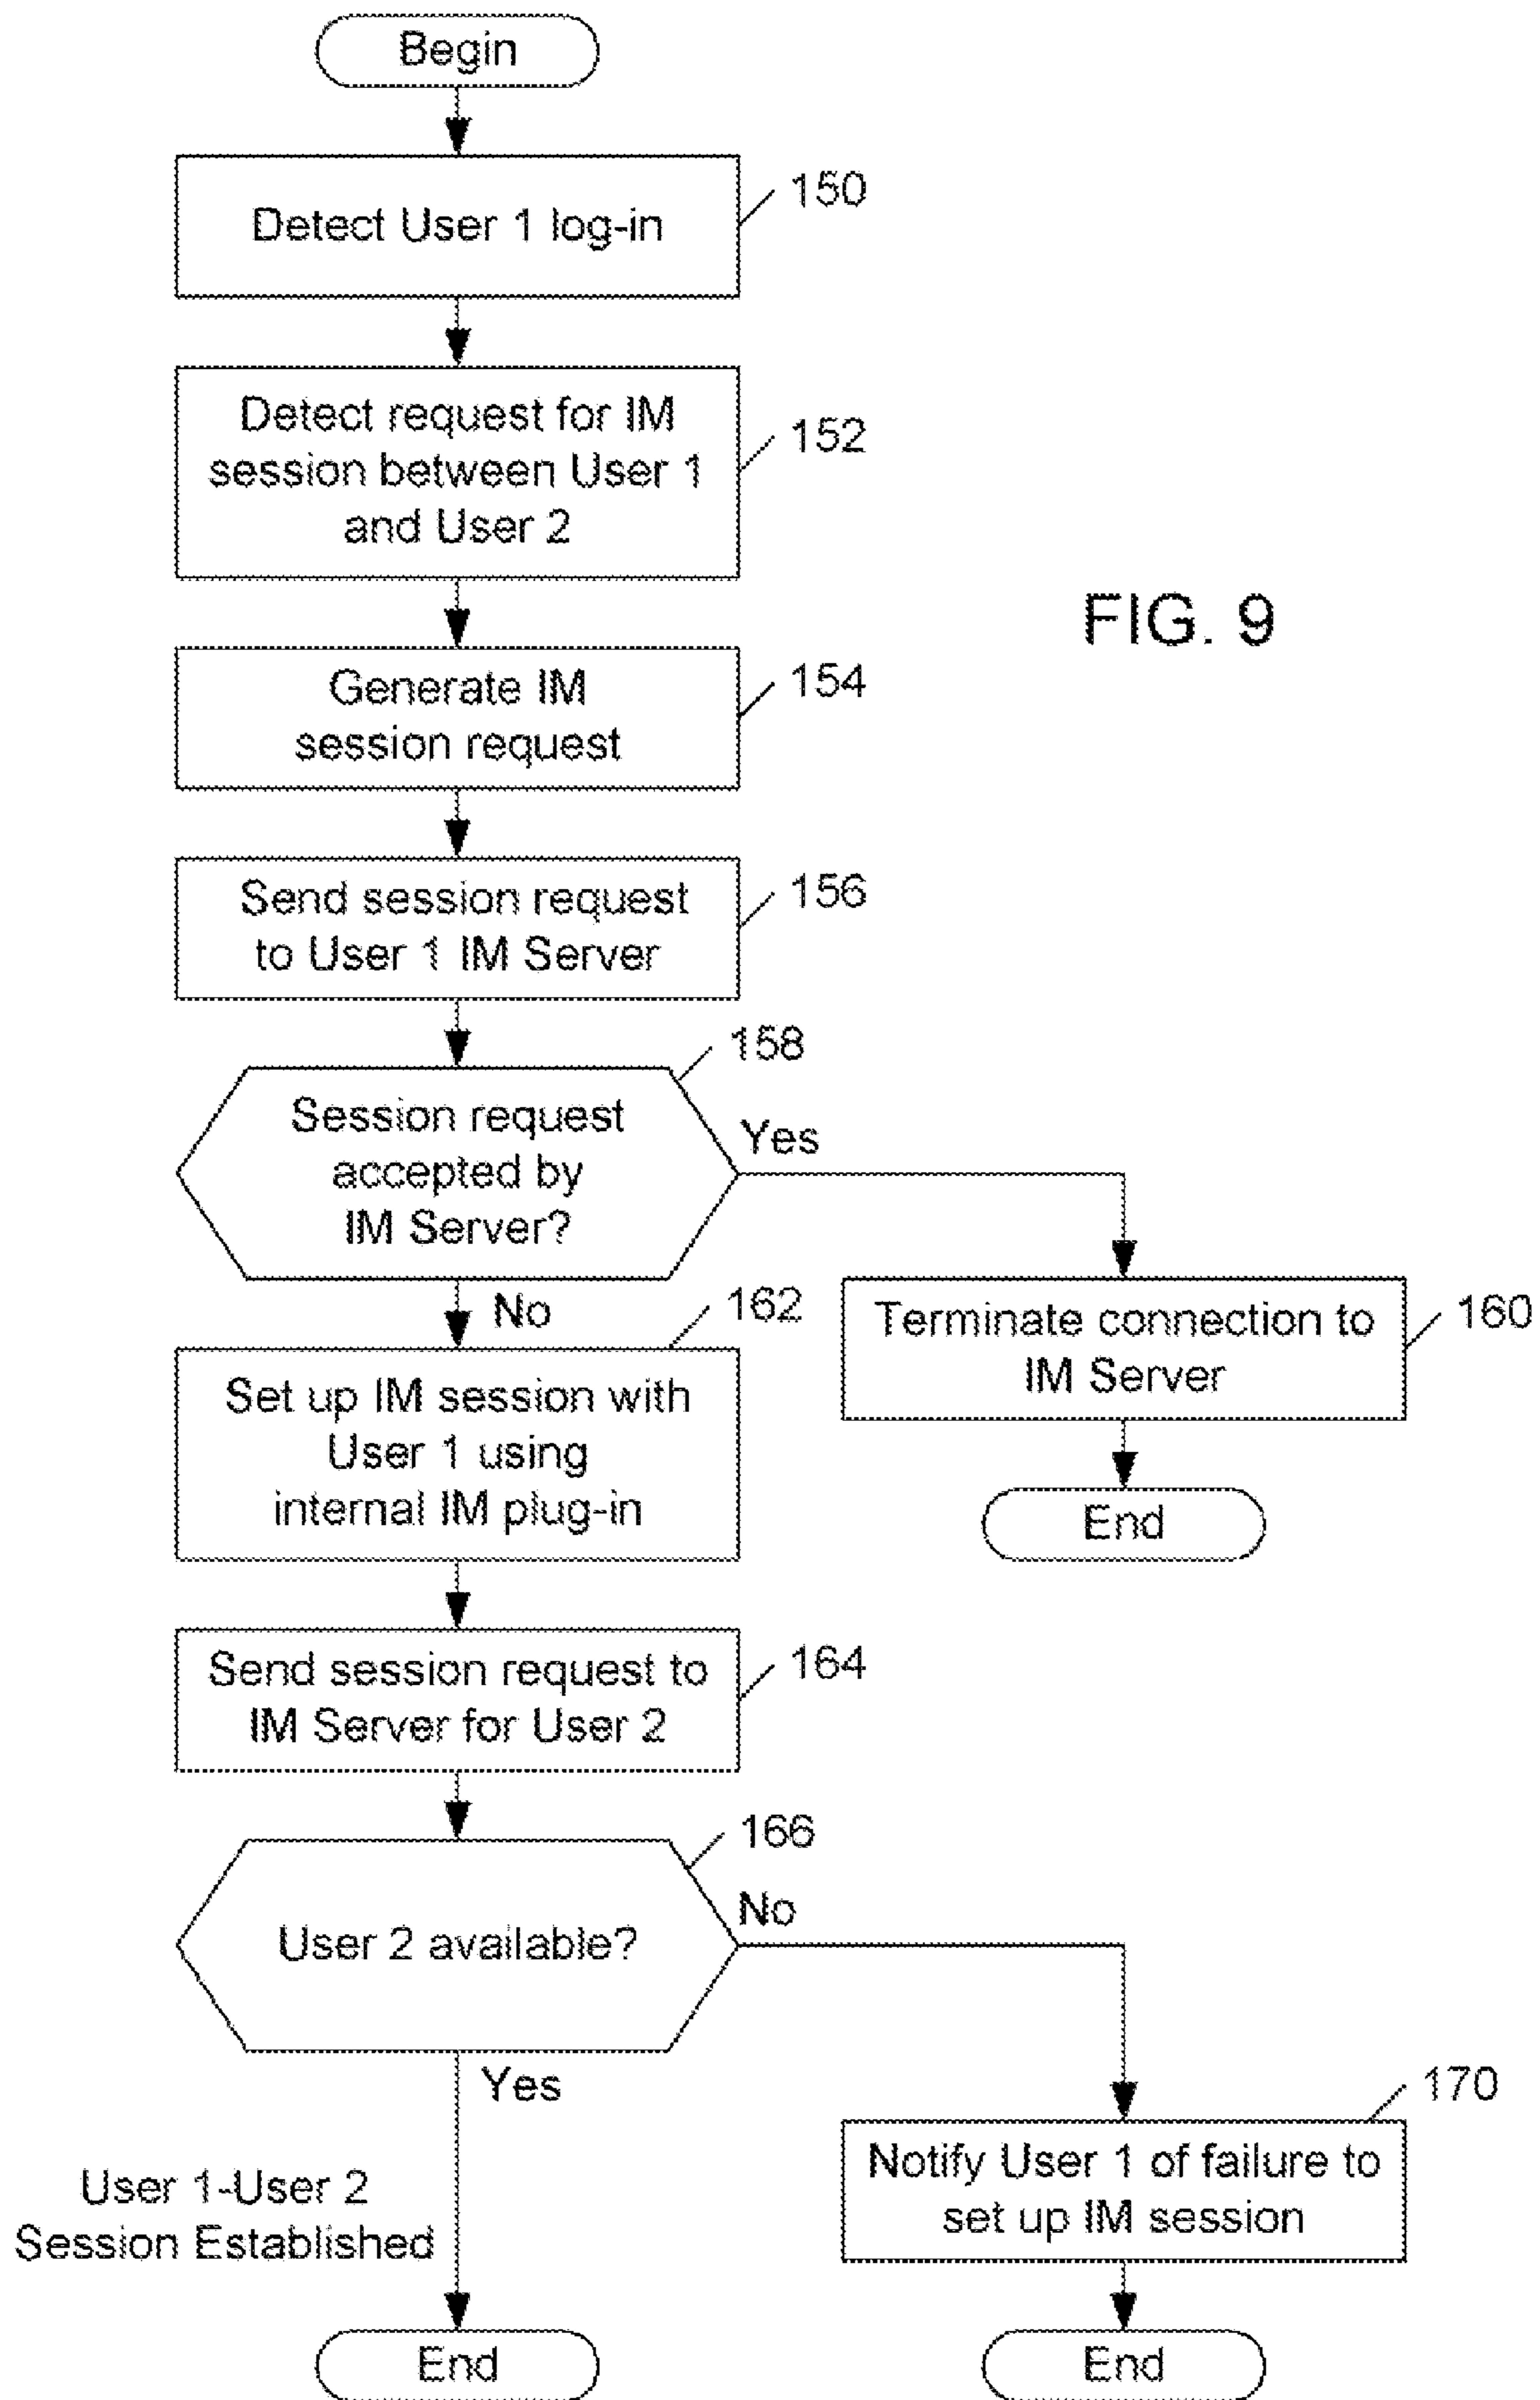 Begin
Detect User 1 log-in
150
Detect request for IM
session between User 1
and User 2
152
FIG. 9
Generate IM
session request
154
Send session request
to User 1 IM Server
156
158
Session request
accepted by
IM Server?
Yes
No
162
Terminate connection to
IM Server
160
Set up IM session with
User 1 using
internal IM plug-in
End
Send session request to
IM Server for User 2
164
166
User 2 available?
No
Yes
170
Notify User 1 of failure to
set up IM session
User 1-User 2
Session Established
End
End